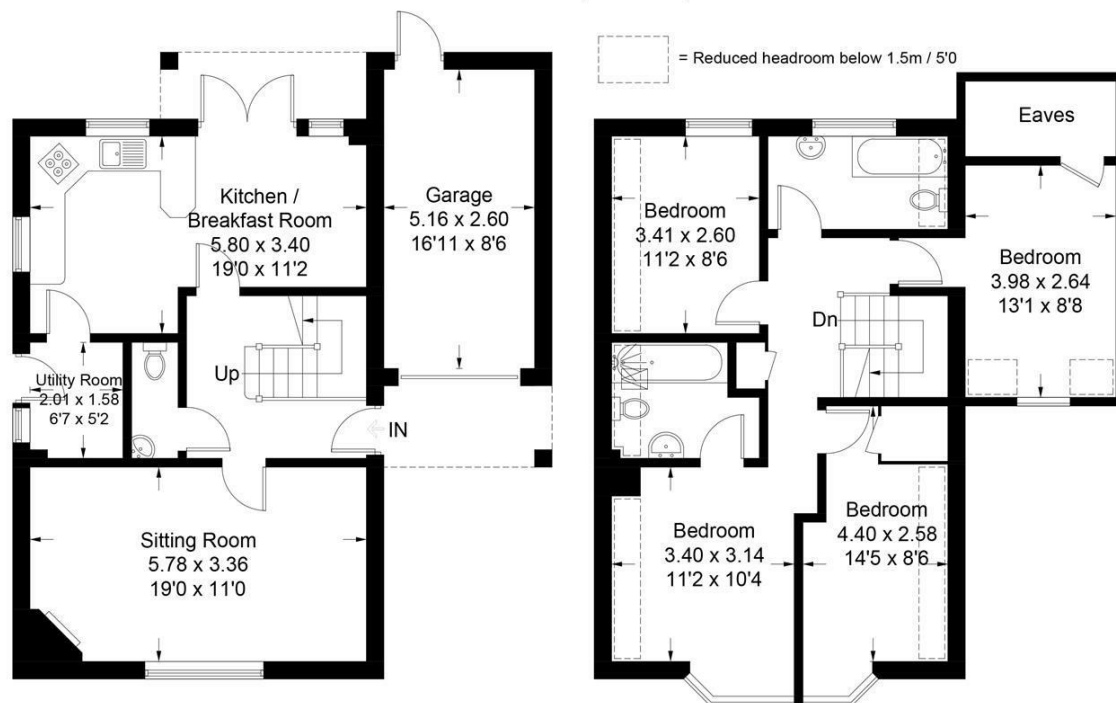 = Reduced headroom below 1.5m / 5'0
Eaves
Kitchen /
Breakfast Room
5.80 x 3.40
19'0 x 11'2
Garage
5.16 x 2.60
16'11 x 8'6
Bedroom
3.41 x 2.60
11'2 x 8'6
Bedroom
3.98 x 2.64
13'1 x 8'8
Utility Room
2.01 x 1.58
6'7 x 5'2
Up
Dn
IN
Sitting Room
5.78 x 3.36
19'0 x 11'0
Bedroom
3.40 x 3.14
11'2 x 10'4
Bedroom
4.40 x 2.58
14'5 x 8'6